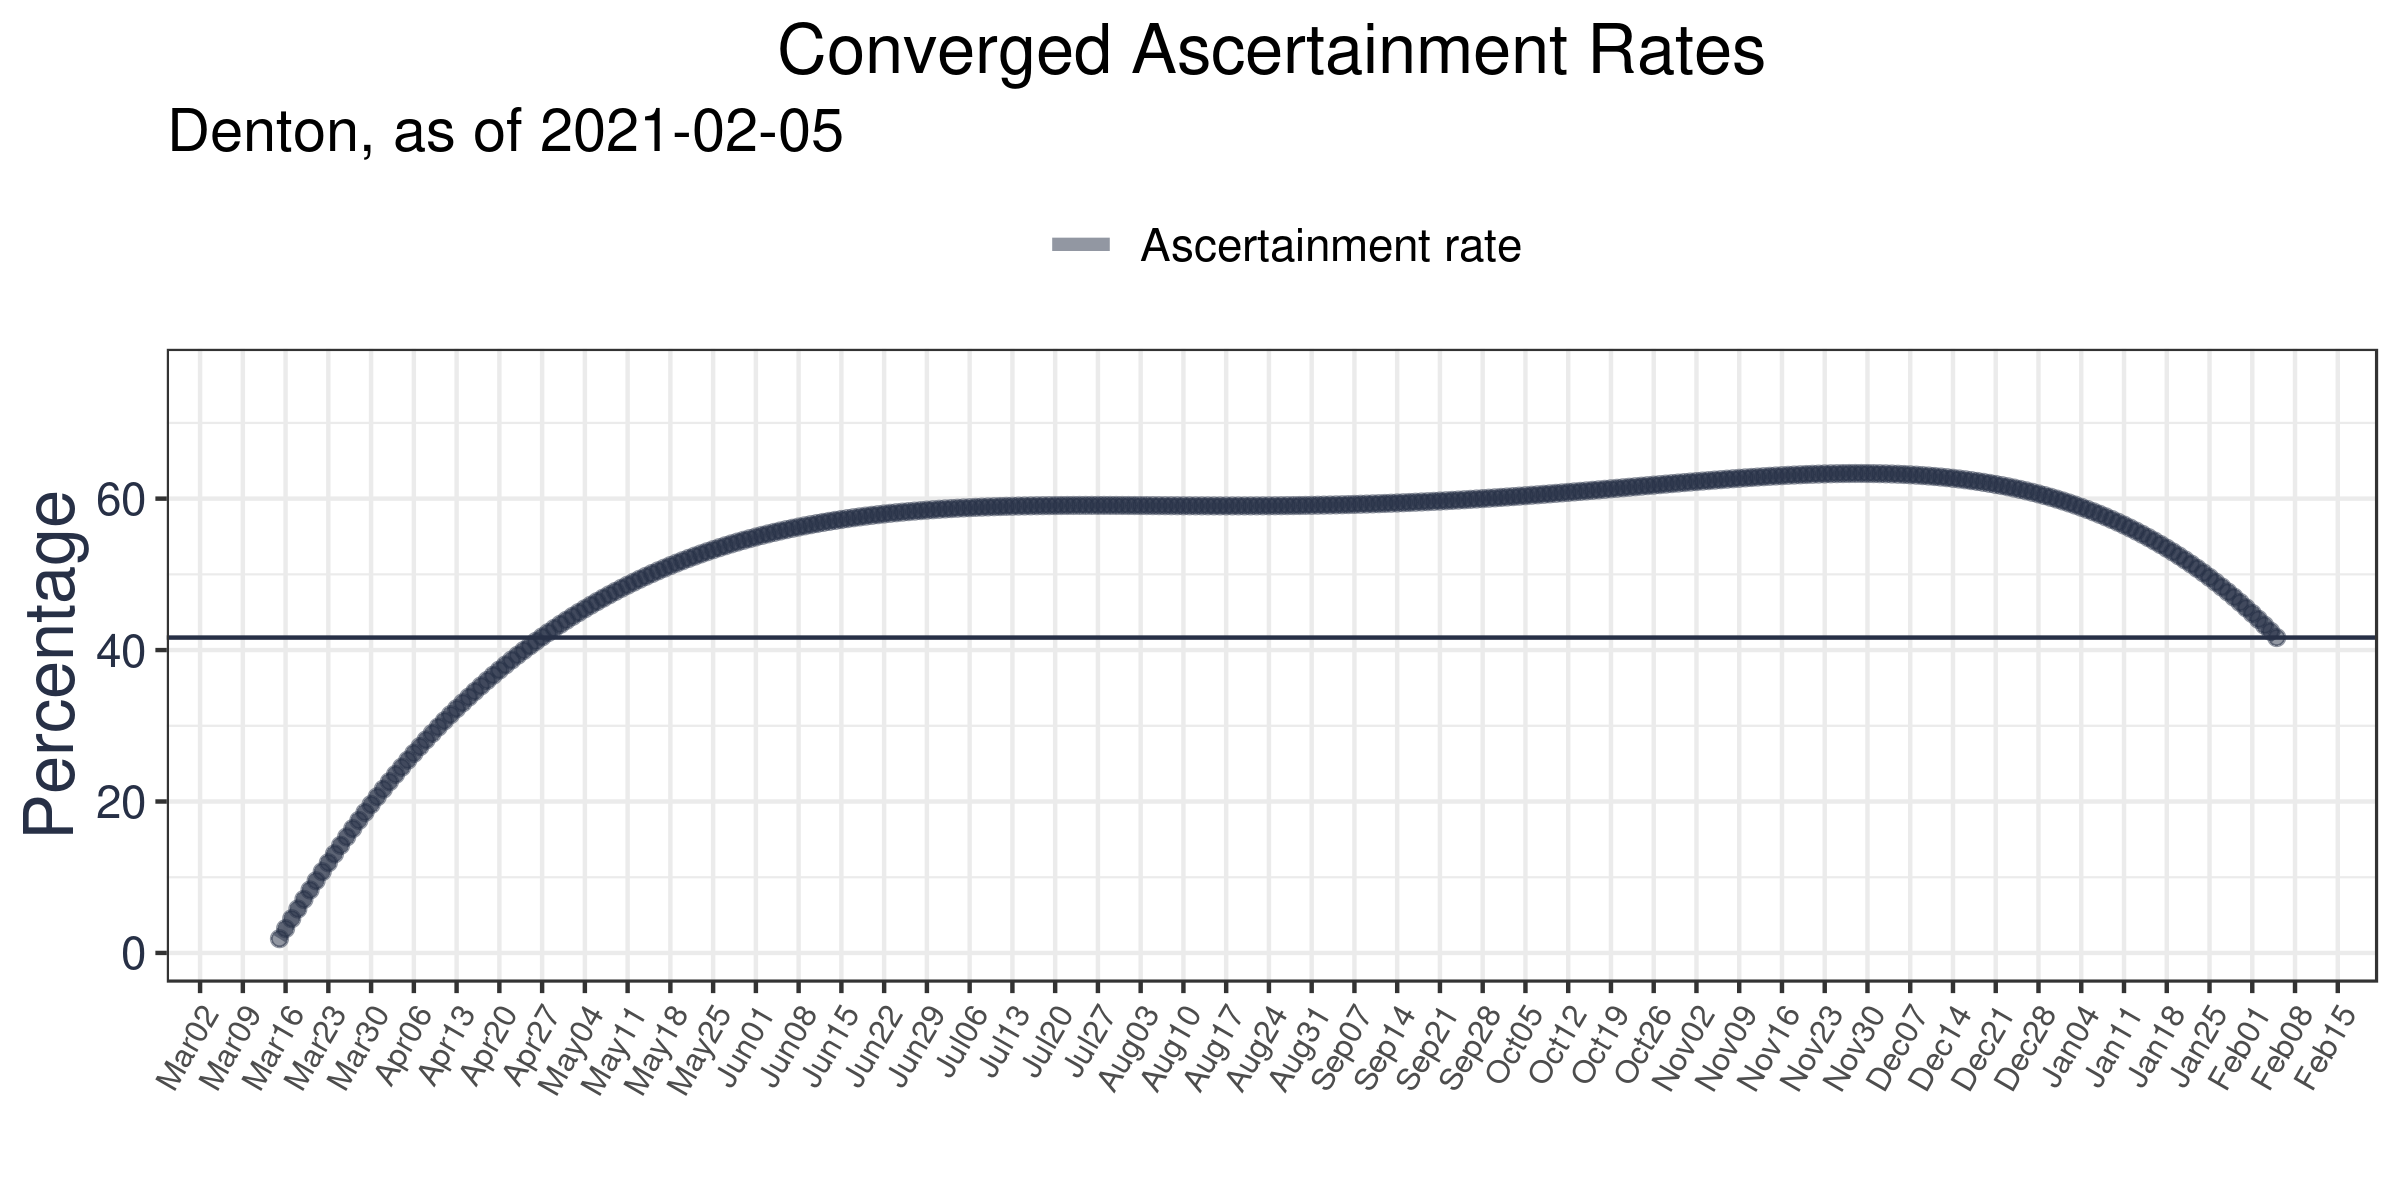 Converged Ascertainment Rates
Denton, as of 2021-02-05
Ascertainment rate
Percentage
60
40
20
0
Mar02
Mar09
Mar16
Mar23
Mar30
Apr06
Apr13
Apr20
Apr27
May04
May11
May18
May25
Jun01
Jun08
Jun15
Jun22
Jun29
Jul06
Jul13
Jul20
Jul27
Aug03
Aug10
Aug17
Aug24
Aug31
Sep07
Sep14
Sep21
Sep28
Oct05
Oct12
Oct19
Oct26
Nov02
Nov09
Nov16
Nov23
Nov30
Dec07
Dec14
Dec21
Dec28
Jan04
Jan11
Jan18
Jan25
Feb01
Feb08
Feb15